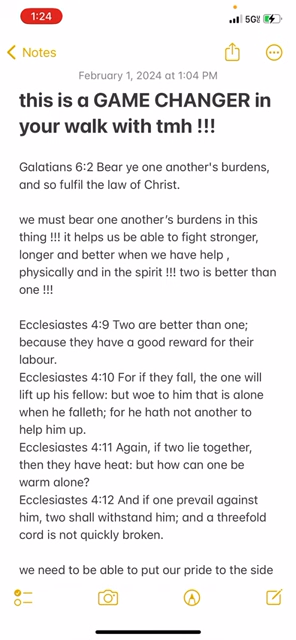 1:24
5G
Notes
February 1, 2024 at 1:04 PM
this is a GAME CHANGER in
your walk with tmh !!!
Galatians 6:2 Bear ye one another's burdens,
and so fulfil the law of Christ.
we must bear one another's burdens in this
thing !!! it helps us be able to fight stronger,
longer and better when we have help ,
physically and in the spirit !!! two is better than
one !!!
Ecclesiastes 4:9 Two are better than one;
because they have a good reward for their
labour.
Ecclesiastes 4:10 For if they fall, the one will
lift up his fellow: but woe to him that is alone
when he falleth; for he hath not another to
help him up.
Ecclesiastes 4:11 Again, if two lie together,
then they have heat: but how can one be
warm alone?
Ecclesiastes 4:12 And if one prevail against
him, two shall withstand him; and a threefold
cord is not quickly broken.
we need to be able to put our pride to the side